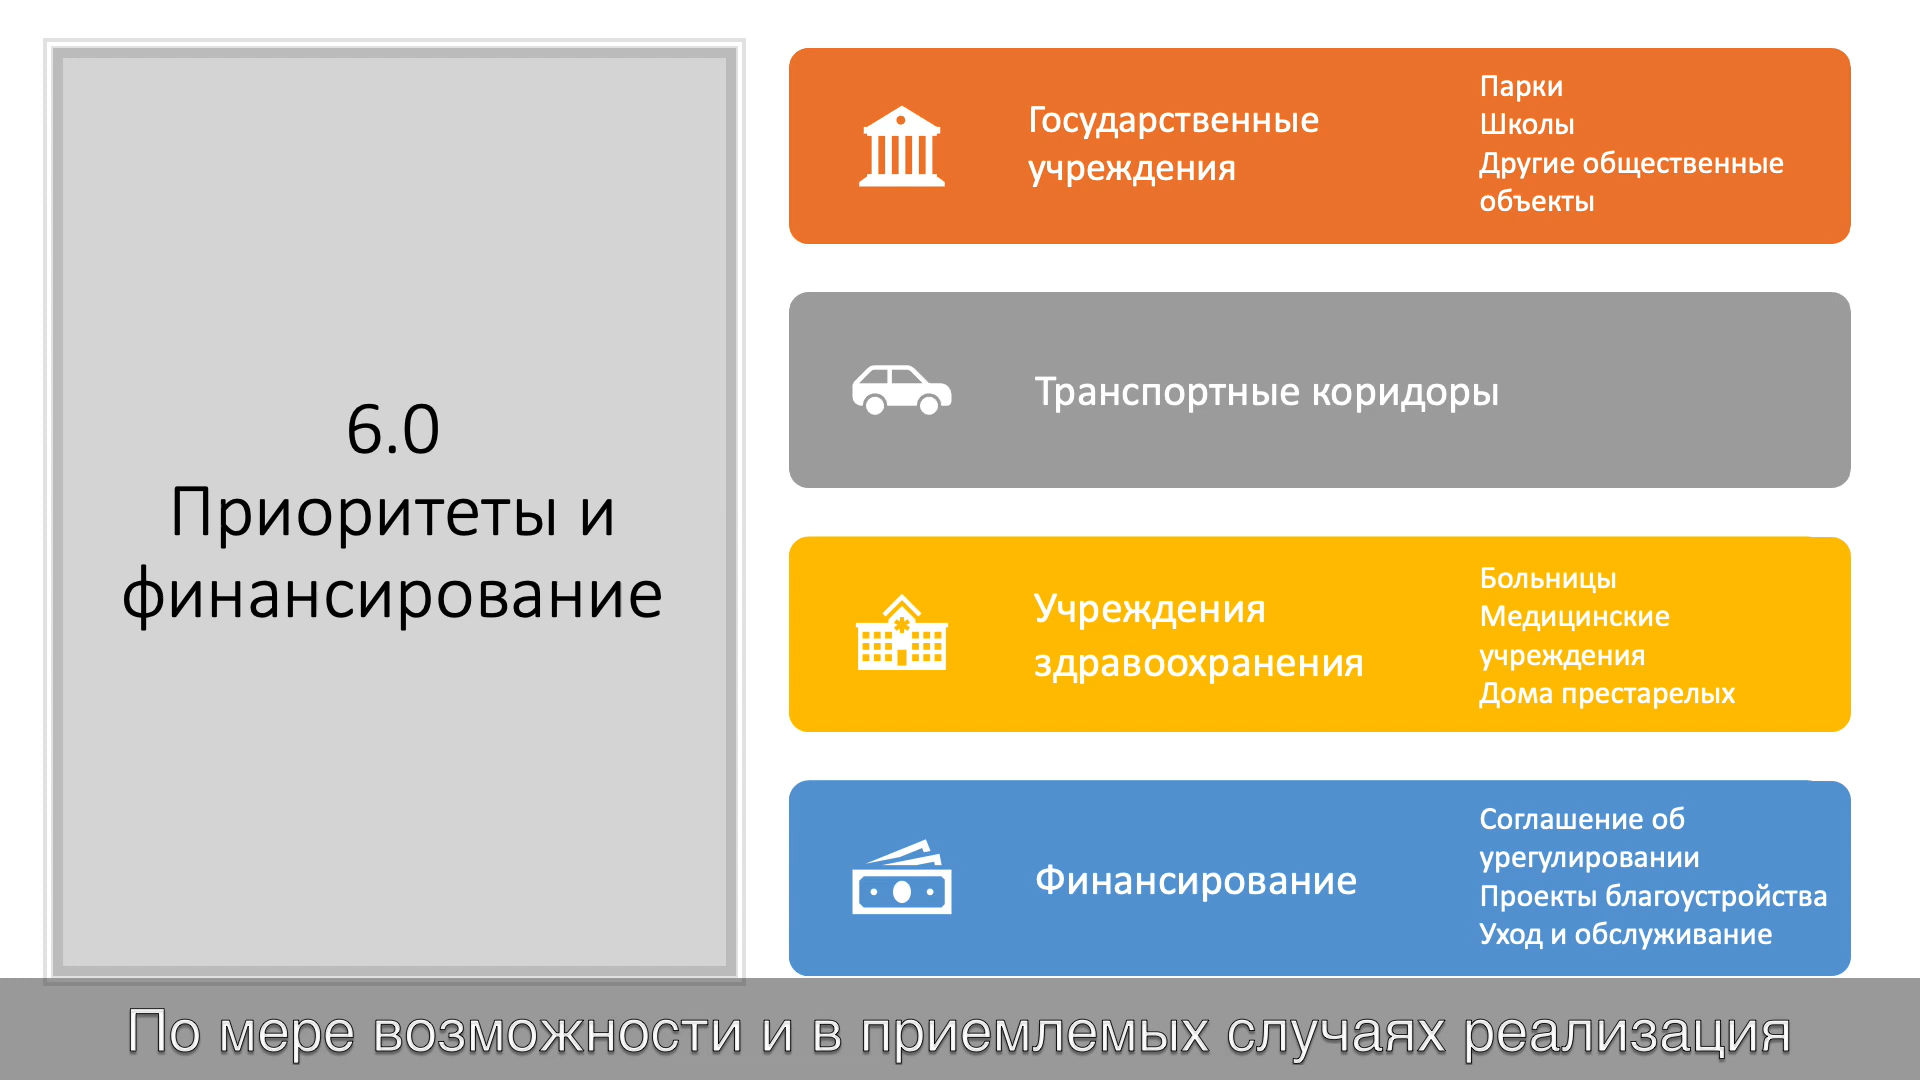 6.0
Приоритеты и
финансирование
Государственные
учреждения
Парки
Школы
Другие общественные
объекты
Транспортные коридоры
Учреждения
здравоохранения
Больницы
Медицинские
учреждения
Дома престарелых
Финансирование
Соглашение об
урегулировании
Проекты благоустройства
Уход и обслуживание
По мере возможности и в приемлемых случаях реализация